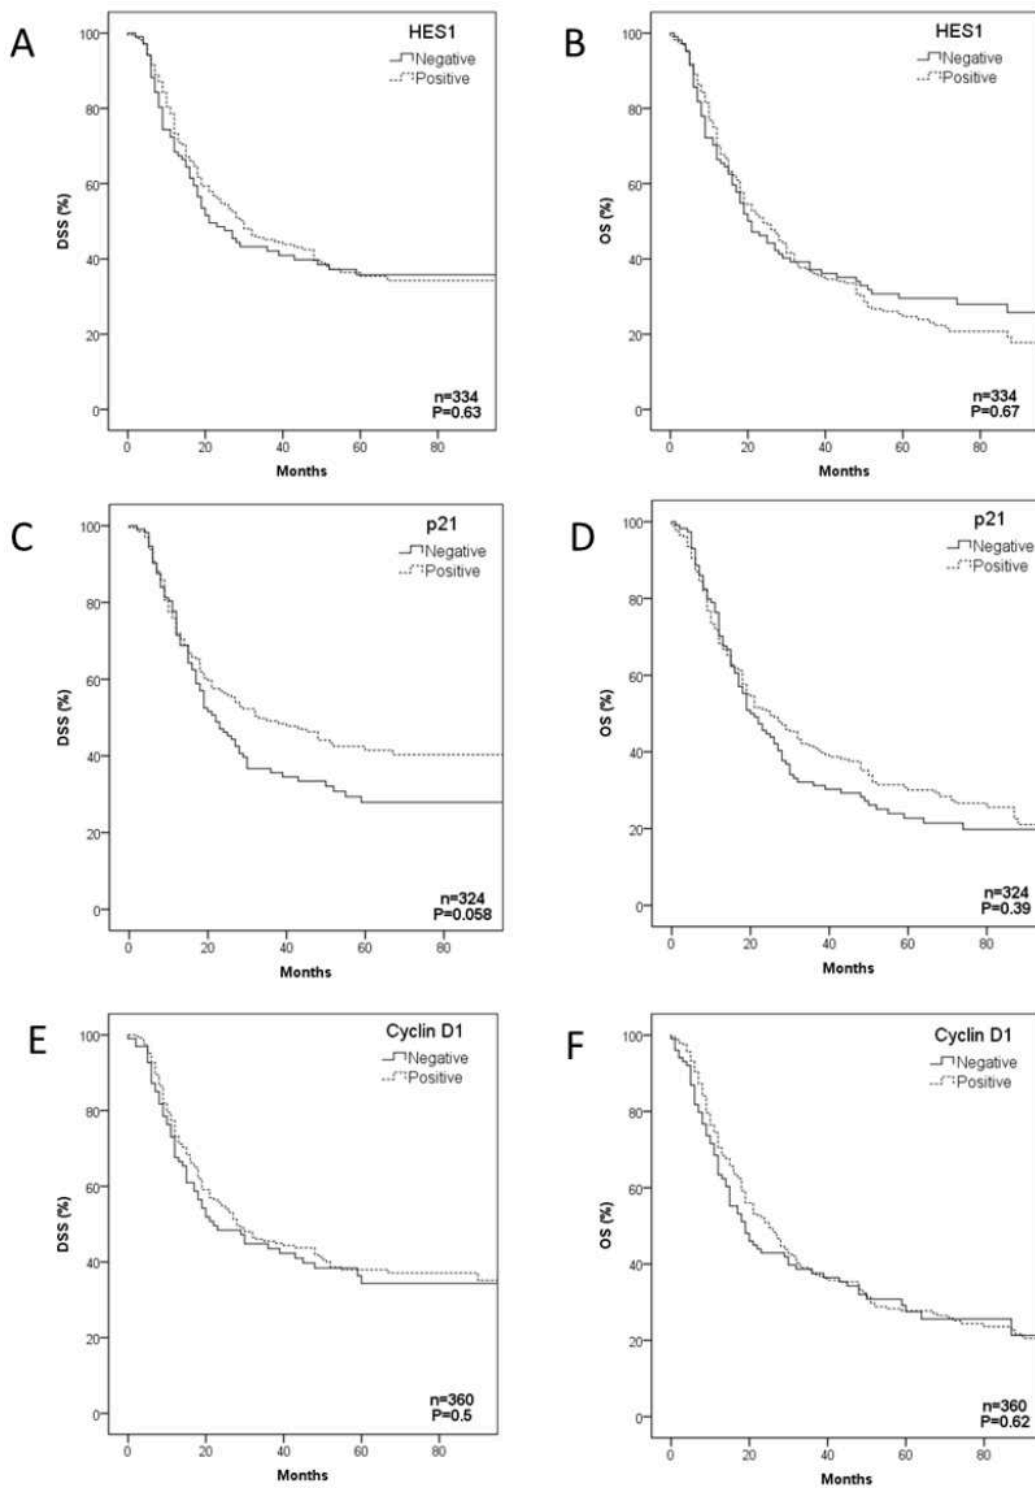 A
HES1
Negative
Positive
100
80
60
40
20
0
DSS (%)
n=334
P=0.63
0 20 40 60 80
Months
B
HES1
Negative
Positive
100
80
60
40
20
0
OS (%)
n=334
P=0.67
0 20 40 60 80
Months
C
p21
Negative
Positive
100
80
60
40
20
0
DSS (%)
n=324
P=0.058
0 20 40 60 80
Months
D
p21
Negative
Positive
100
80
60
40
20
0
OS (%)
n=324
P=0.39
0 20 40 60 80
Months
E
Cyclin D1
Negative
Positive
100
80
60
40
20
0
DSS (%)
n=360
P=0.5
0 20 40 60 80
Months
F
Cyclin D1
Negative
Positive
100
80
60
40
20
0
OS (%)
n=360
P=0.62
0 20 40 60 80
Months